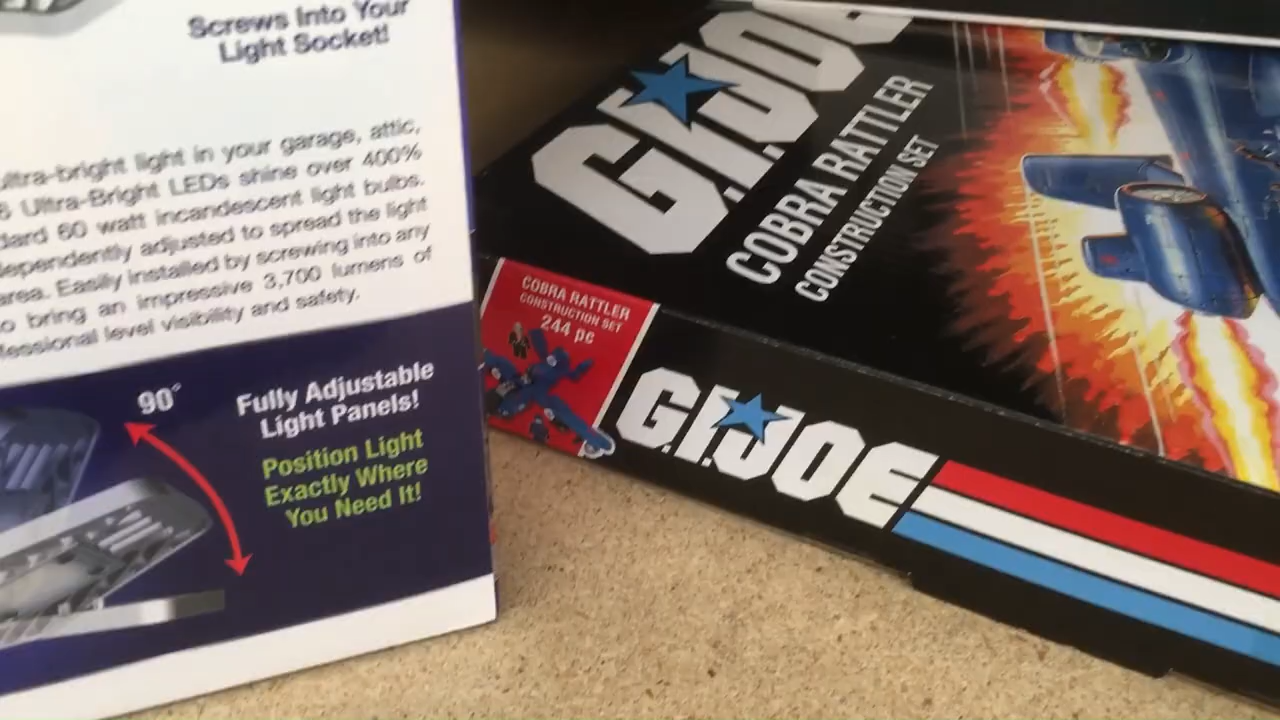 Screws Into Your
Light Socket!
ultra-bright light in your garage, attic,
Ultra-Bright LEDs shine over 400%
60 watt incandescent light bulbs.
adjusted to spread the light
area. Easily installed by screwing into any
bring an impressive 3,700 lumens of
level visibility and safety.
90°
Fully Adjustable
Light Panels!
Position Light
Exactly Where
You Need It!
G.I.JOE
COBRA RATTLER
CONSTRUCTION SET
COBRA RATTLER
CONSTRUCTION SET
244 pc
G.I.JOE